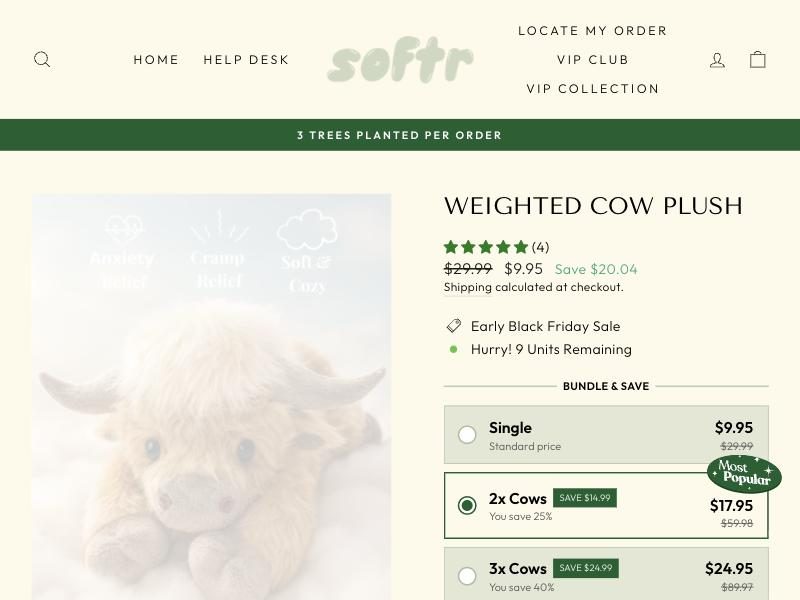 LOCATE MY ORDER
HOME
HELP DESK
softr
VIP CLUB
VIP COLLECTION
3 TREES PLANTED PER ORDER
Anxiety
Relief
Cramp
Relief
Soft &
Cozy
WEIGHTED COW PLUSH
(4)
$29.99 $9.95 Save $20.04
Shipping calculated at checkout.
Early Black Friday Sale
Hurry! 9 Units Remaining
BUNDLE & SAVE
Single $9.95
Standard price $29.99
Most
Popular
2x Cows SAVE $14.99 $17.95
You save 25% $59.98
3x Cows SAVE $24.99 $24.95
You save 40% $89.97